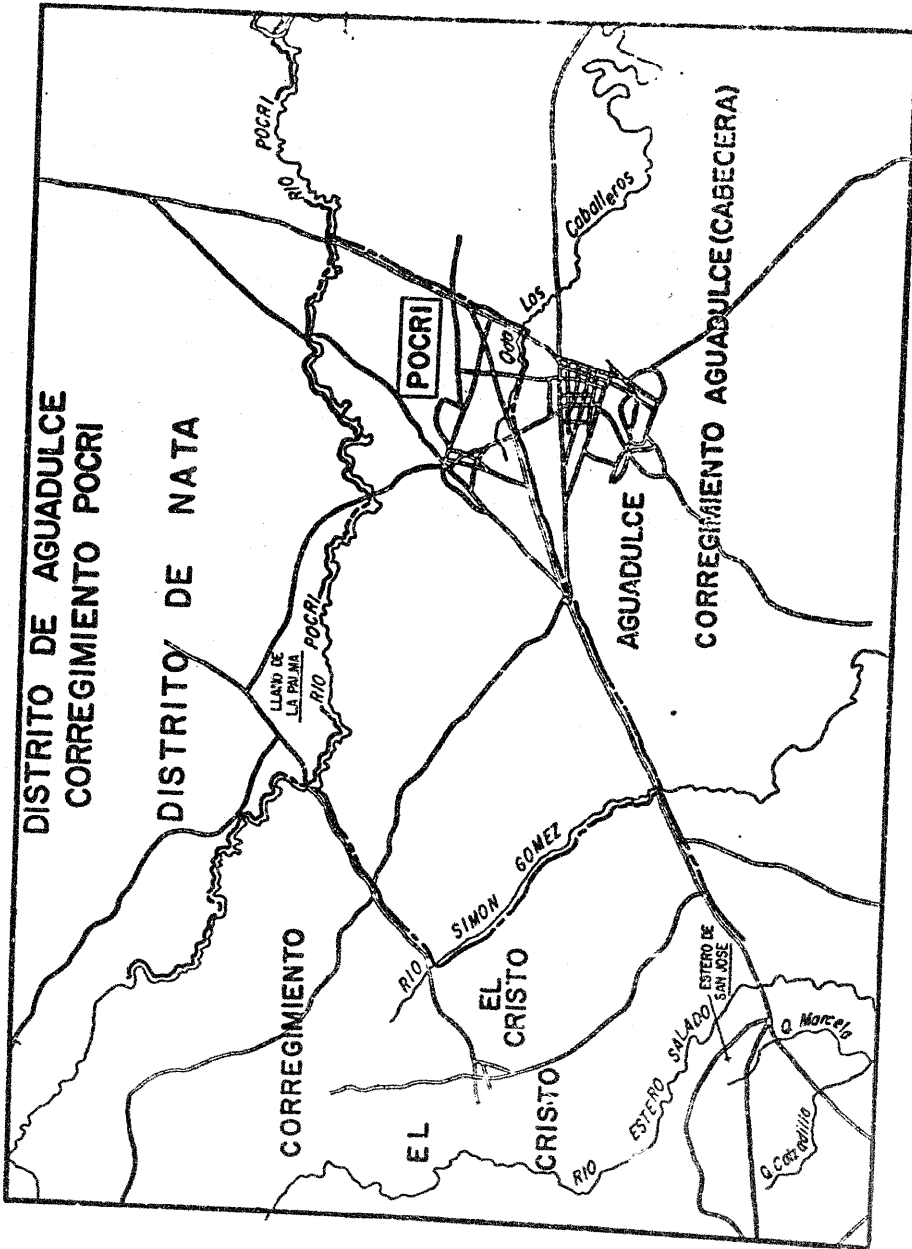 DISTRITO DE AGUADULCE
CORREGIMIENTO POCRI
DISTRITO DE NATA
RIO POCRI
LLANO DE
LA PALMA
RIO POCRI
POCRI
CORREGIMIENTO
EL CRISTO
RIO SIMON GOMEZ
EL
CRISTO
Qda Los Caballeros
AGUADULCE
CORREGIMIENTO AGUADULCE (CABECERA)
RIO ESTERO SALADO
ESTERO DE
SAN JOSE
Q. Marcela
Q. Calzadilla